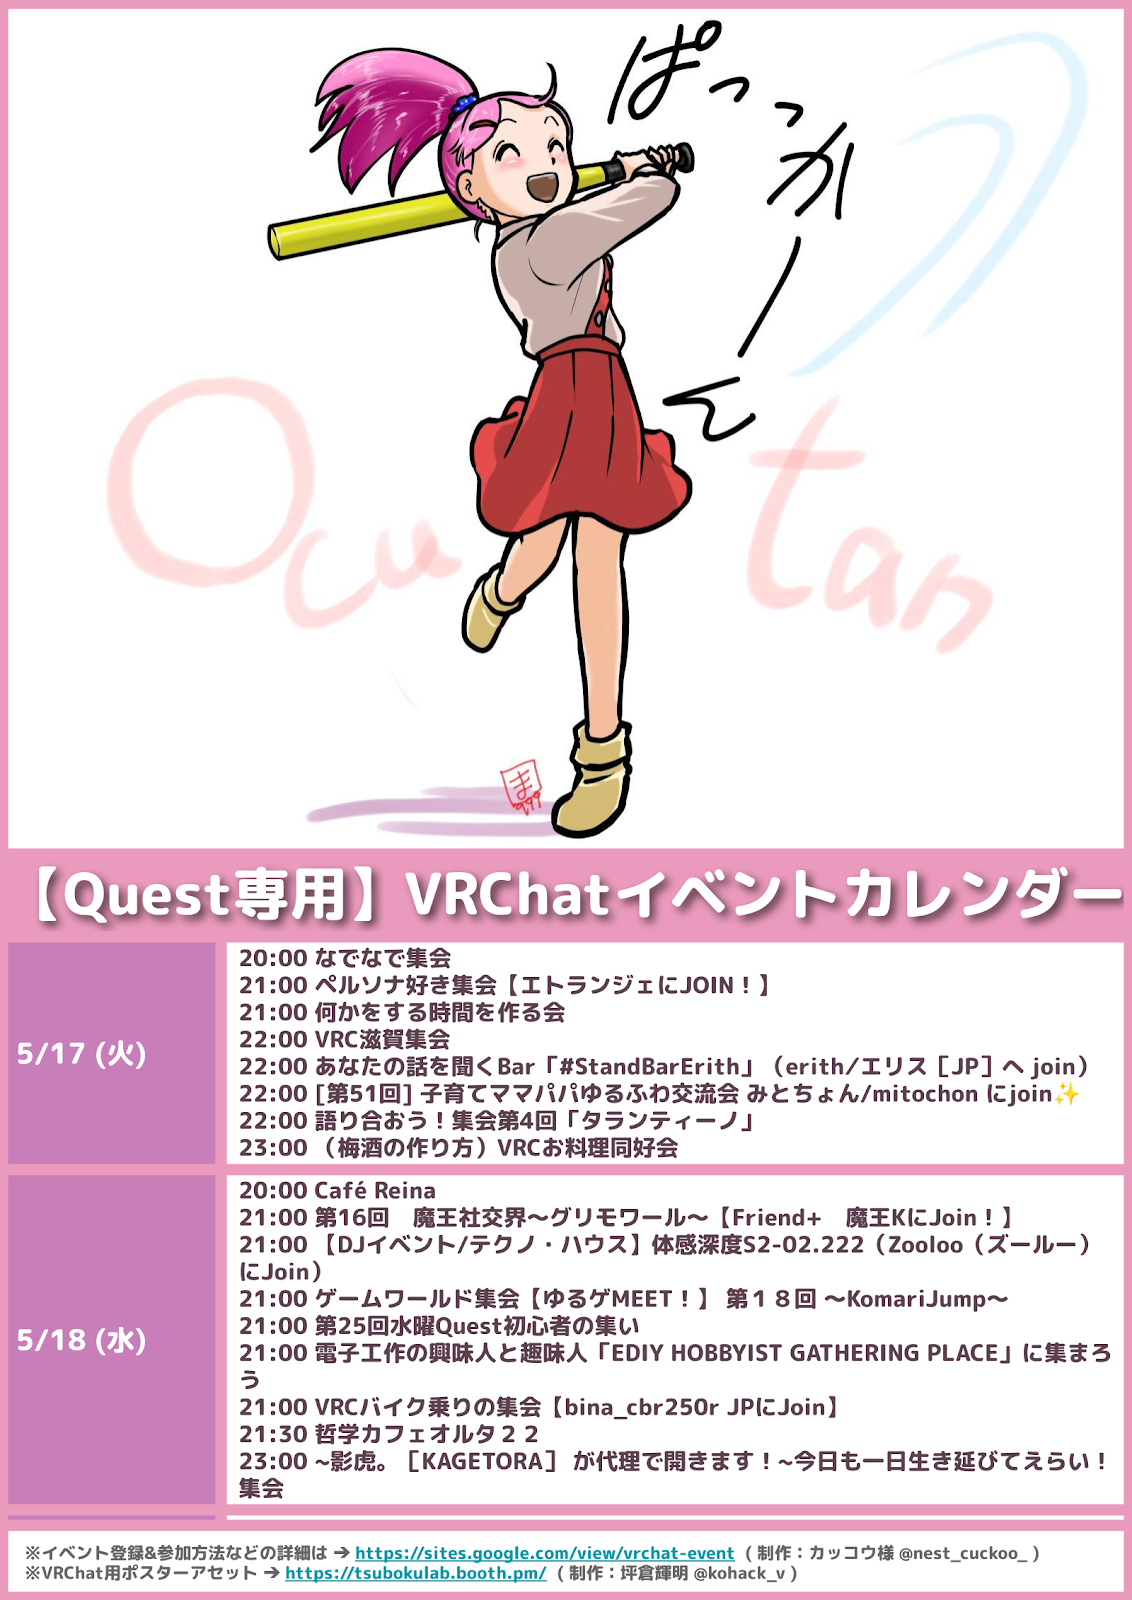 ぱっっかーん
Ocu tan
ま
999
【Quest専用】VRChatイベントカレンダー
5/17 (火)
20:00 なでなで集会
21:00 ペルソナ好き集会【エトランジェにJOIN！】
21:00 何かをする時間を作る会
22:00 VRC滋賀集会
22:00 あなたの話を聞くBar「#StandBarErith」（erith/エリス［JP］へ join）
22:00 [第51回] 子育てママパパゆるふわ交流会 みとちょん/mitochon にjoin✨
22:00 語り合おう！集会第4回「タランティーノ」
23:00 （梅酒の作り方）VRCお料理同好会
5/18 (水)
20:00 Café Reina
21:00 第16回　魔王社交界～グリモワール～【Friend+　魔王KにJoin！】
21:00 【DJイベント/テクノ・ハウス】体感深度S2-02.222（Zooloo（ズールー）
にJoin）
21:00 ゲームワールド集会【ゆるゲMEET！】 第１８回 ～KomariJump～
21:00 第25回水曜Quest初心者の集い
21:00 電子工作の興味人と趣味人「EDIY HOBBYIST GATHERING PLACE」に集まろ
う
21:00 VRCバイク乗りの集会【bina_cbr250r JPにJoin】
21:30 哲学カフェオルタ２２
23:00 ~影虎。［KAGETORA］ が代理で開きます！~今日も一日生き延びてえらい！
集会
※イベント登録&参加方法などの詳細は ➔ https://sites.google.com/view/vrchat-event （ 制作：カッコウ様 @nest_cuckoo_ ）
※VRChat用ポスターアセット ➔ https://tsubokulab.booth.pm/ （ 制作：坪倉輝明 @kohack_v ）